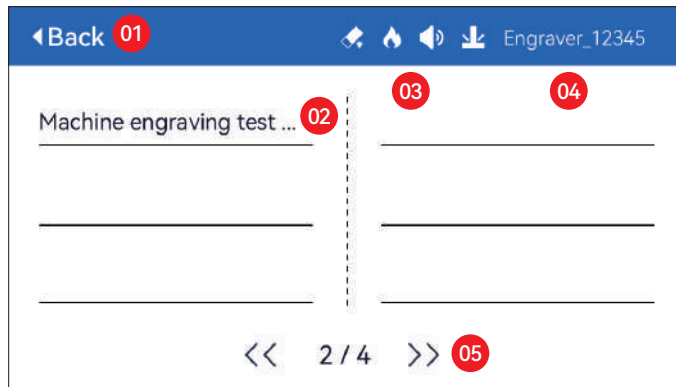 Back 01 Engraver_12345
03 04
Machine engraving test ... 02
<< 2 / 4 >> 05